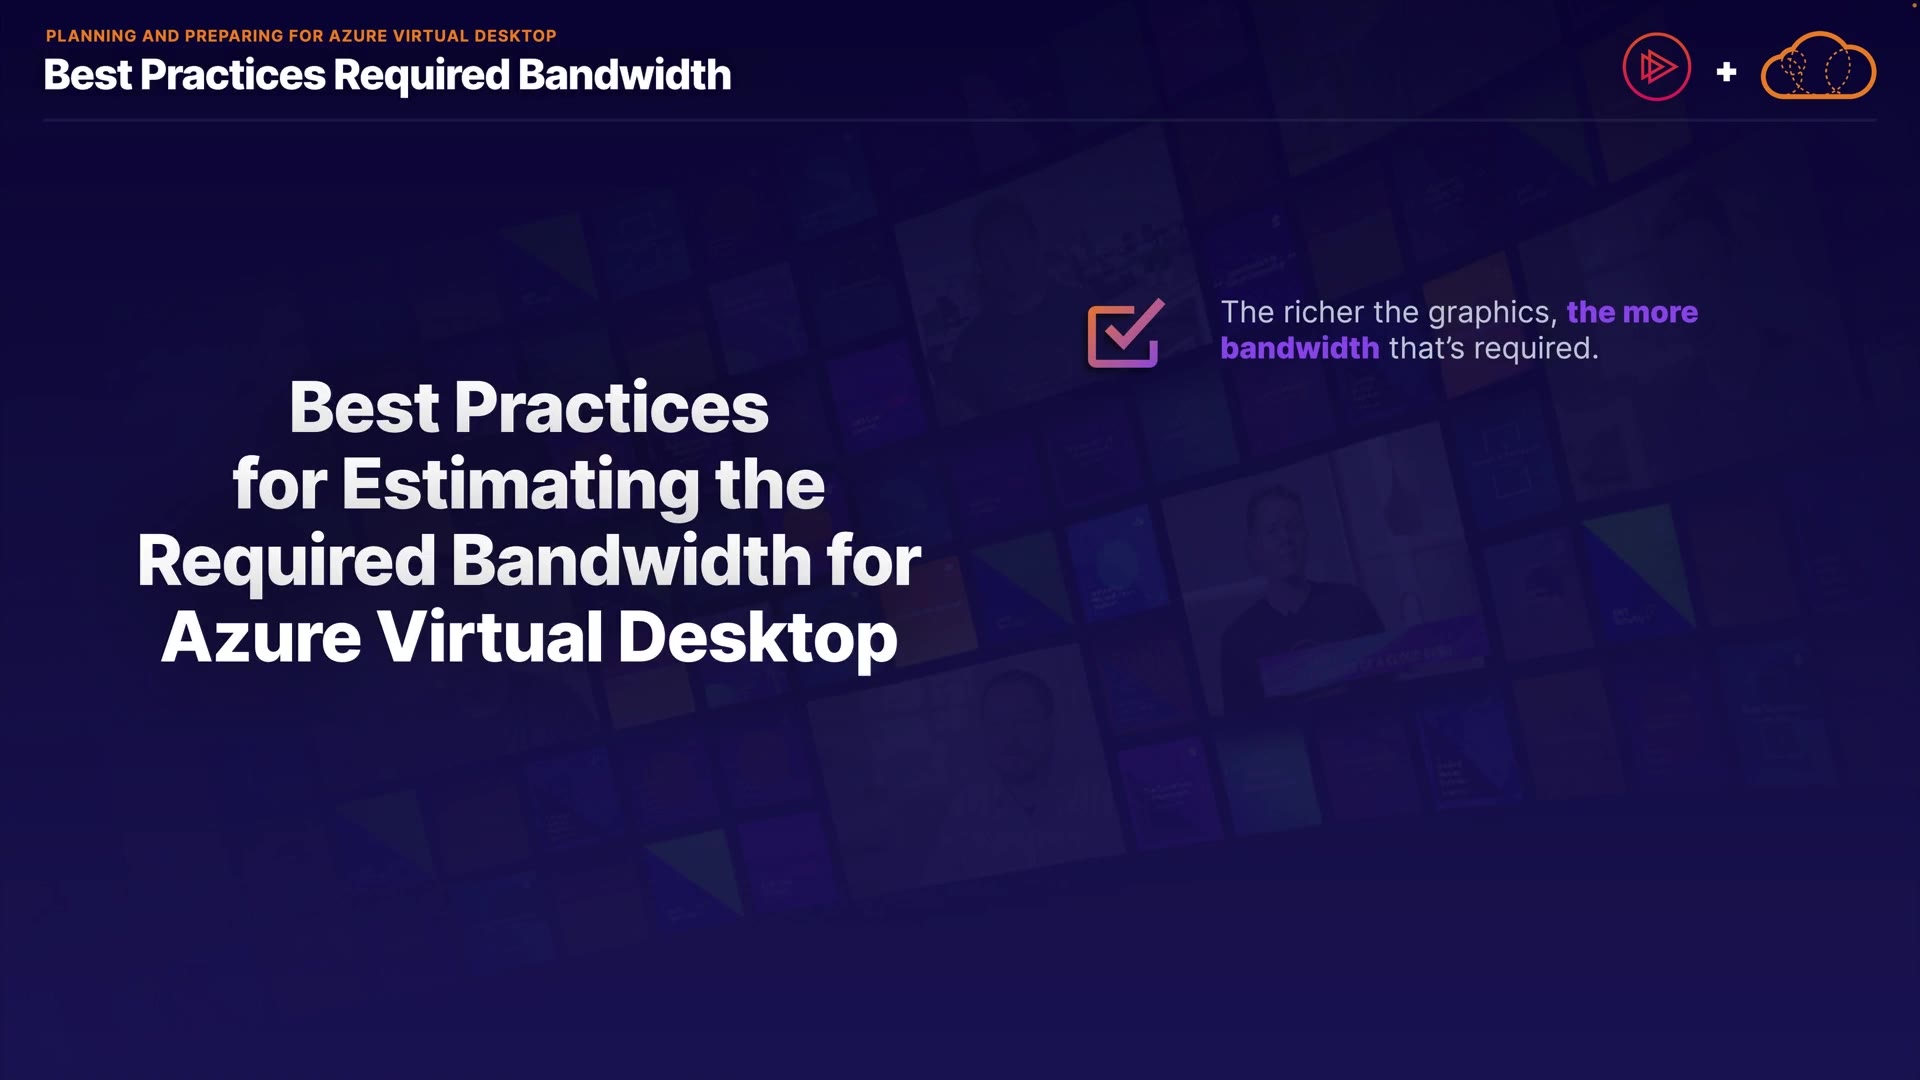 PLANNING AND PREPARING FOR AZURE VIRTUAL DESKTOP
Best Practices Required Bandwidth
+
Best Practices
for Estimating the
Required Bandwidth for
Azure Virtual Desktop
The richer the graphics, the more
bandwidth that’s required.